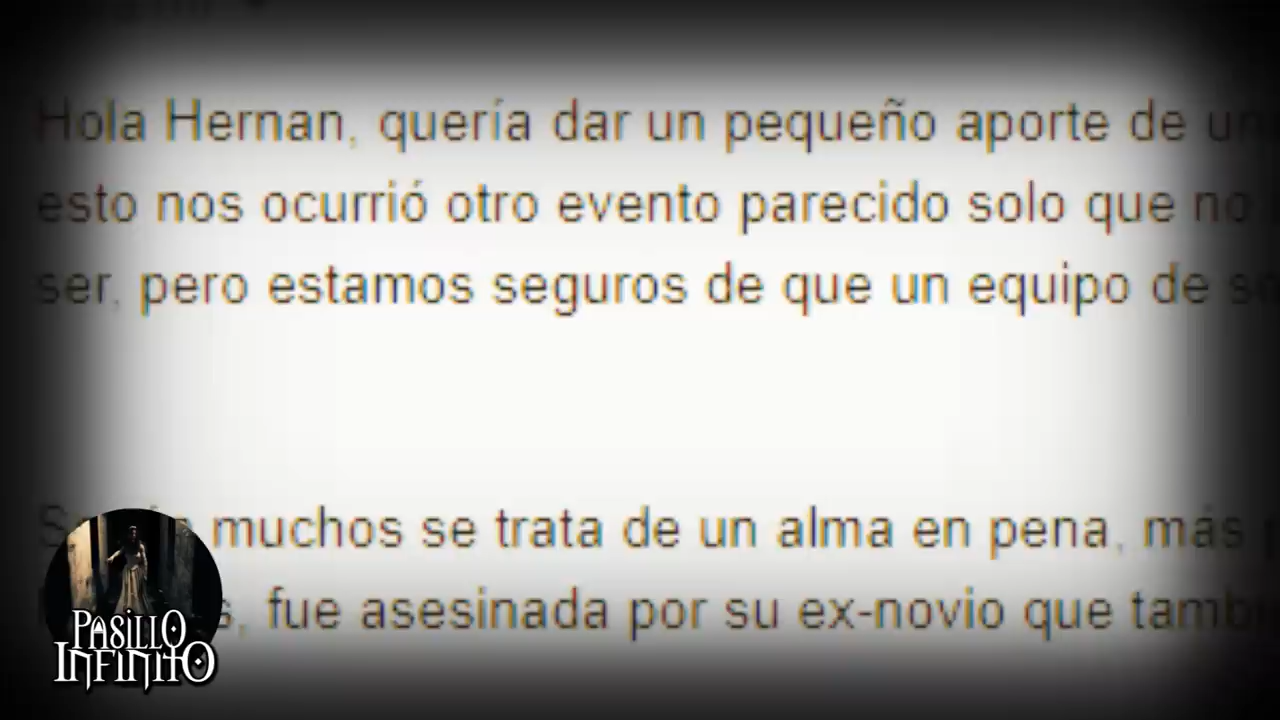 Hola Hernan, quería dar un pequeño aporte de un
esto nos ocurrió otro evento parecido solo que no
ser, pero estamos seguros de que un equipo de
muchos se trata de un alma en pena, más
fue asesinada por su ex-novio que
PASILLO
INFINITO